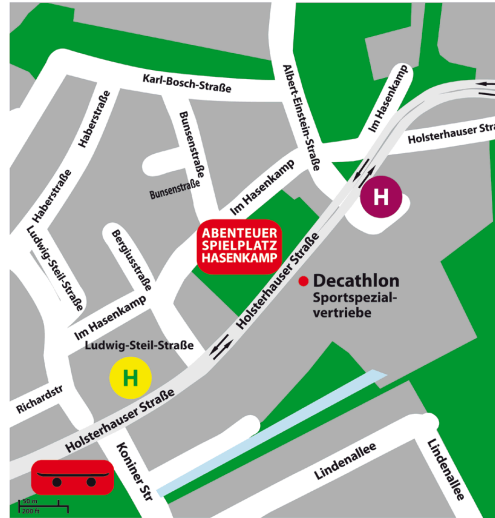 Karl-Bosch-Straße
Albert-Einstein-Straße
Im Hasenkamp
Haberstraße
Bunsenstraße
Holsterhauser Stra
Haberstraße
Bunsenstraße
Im Hasenkamp
H
Ludwig-Steil-Straße
Bergiusstraße
ABENTEUER
SPIELPLATZ
HASENKAMP
Holsterhauser Straße
Decathlon
Sportspezial-
vertriebe
Im Hasenkamp
Ludwig-Steil-Straße
H
Richardstr
Holsterhauser Straße
Koniner Str
Lindenallee
Lindenallee
50 m
200 ft